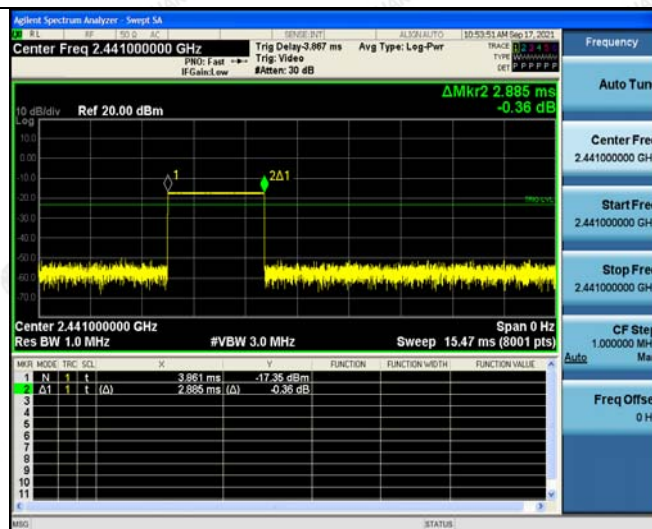 Agilent Spectrum Analyzer - Swept SA
RL RF 50 Ω AC SENSE:INT ALIGN AUTO 10:53:51 AM Sep 17, 2021
Center Freq 2.441000000 GHz
PNO: Fast
IFGain:Low
Trig Delay-3.867 ms
Trig: Video
#Atten: 30 dB
Avg Type: Log-Pwr
TRACE 1 2 3 4 5 6
TYPE
DET P P P P P P
ΔMkr2 2.885 ms
-0.36 dB
10 dB/div Ref 20.00 dBm
Log
10.0
0.00
-10.0
-20.0
-30.0
-40.0
-50.0
-60.0
-70.0
1
2Δ1
TRIG LVL
Center 2.441000000 GHz Span 0 Hz
Res BW 1.0 MHz #VBW 3.0 MHz Sweep 15.47 ms (8001 pts)
MKR MODE TRC SCL X Y FUNCTION FUNCTION WIDTH FUNCTION VALUE
1 N 1 t 3.861 ms -17.35 dBm
2 Δ1 1 t (Δ) 2.885 ms (Δ) -0.36 dB
3
4
5
6
7
8
9
10
11
MSG STATUS
Frequency
Auto Tun
Center Fre
2.441000000 GH
Start Fre
2.441000000 GH
Stop Fre
2.441000000 GH
CF Step
1.000000 MH
Auto Ma
Freq Offse
0 H